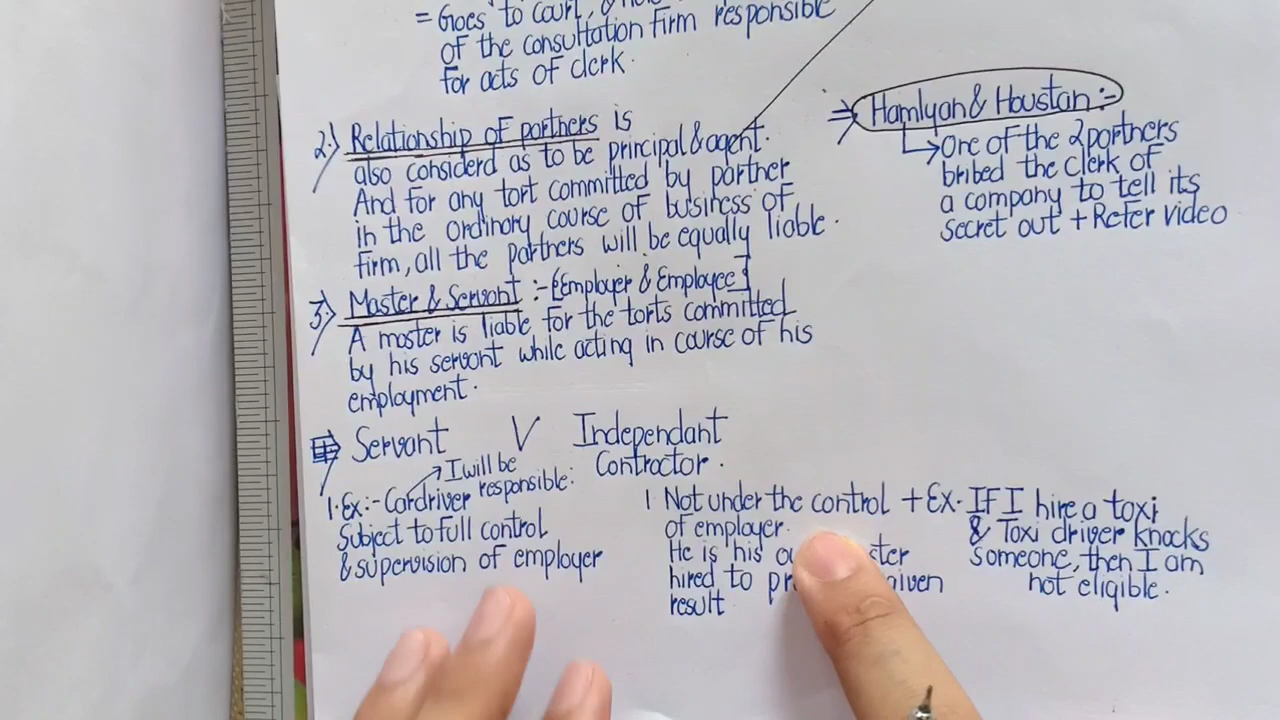 = Goes to court, &
of the consultation firm responsible
for acts of clerk.
2.) Relationship of partners is
also considerd as to be principal & agent.
And for any tort committed by partner
in the ordinary course of business of
firm, all the partners will be equally liable.
⇒ Hamlyan & Houstan :-
→ One of the 2 partners
bribed the clerk of
a company to tell its
secret out + Refer video
3.) Master & Servant :- [Employer & Employee]
A master is liable for the torts committed
by his servant while acting in course of his
employment.
Servant V Independant
Contractor.
1. Ex:- Car driver → I will be
responsible:
Subject to full control
& supervision of employer
1 Not under the control
of employer.
He is his
hired to given
result
+ Ex. IF I hire a taxi
& Taxi driver knocks
someone, then I am
not eligible.